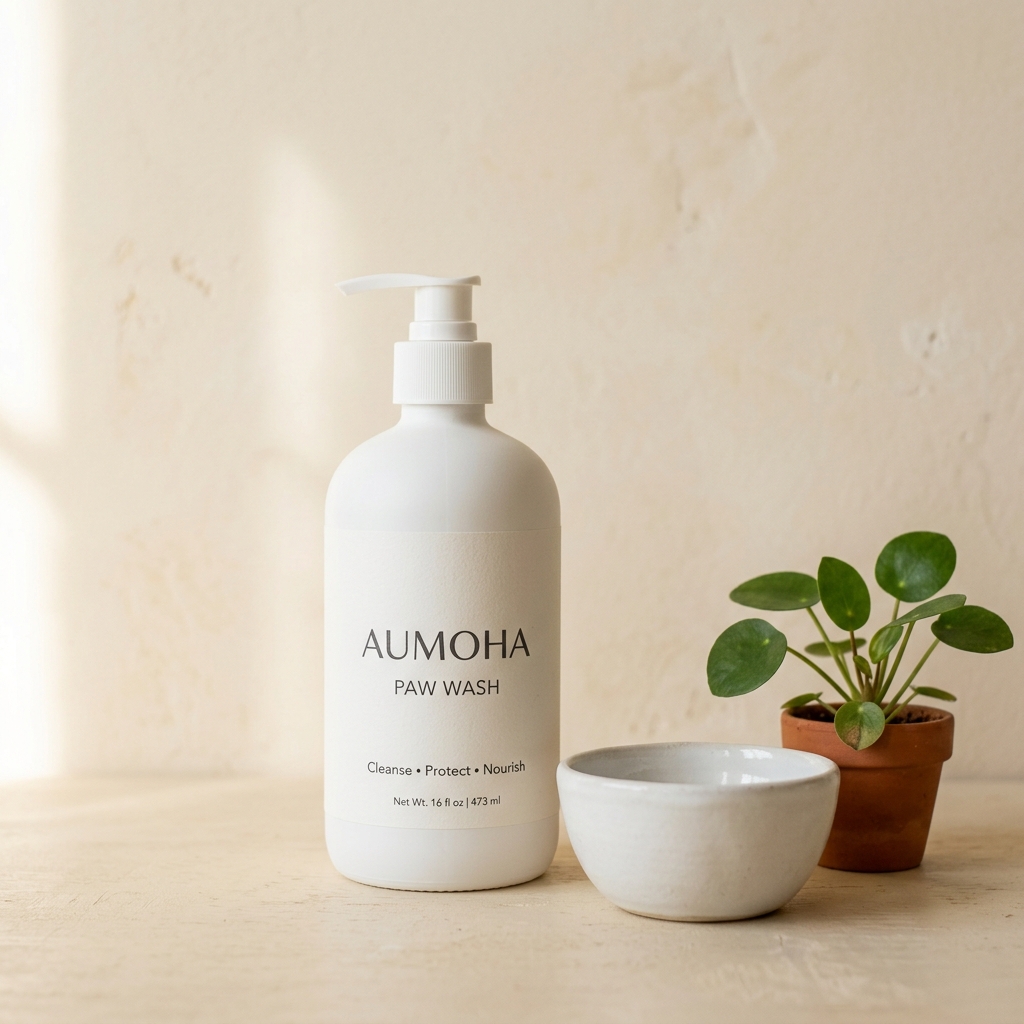 AUMOHA
PAW WASH
Cleanse • Protect • Nourish
Net Wt. 16 fl oz | 473 ml